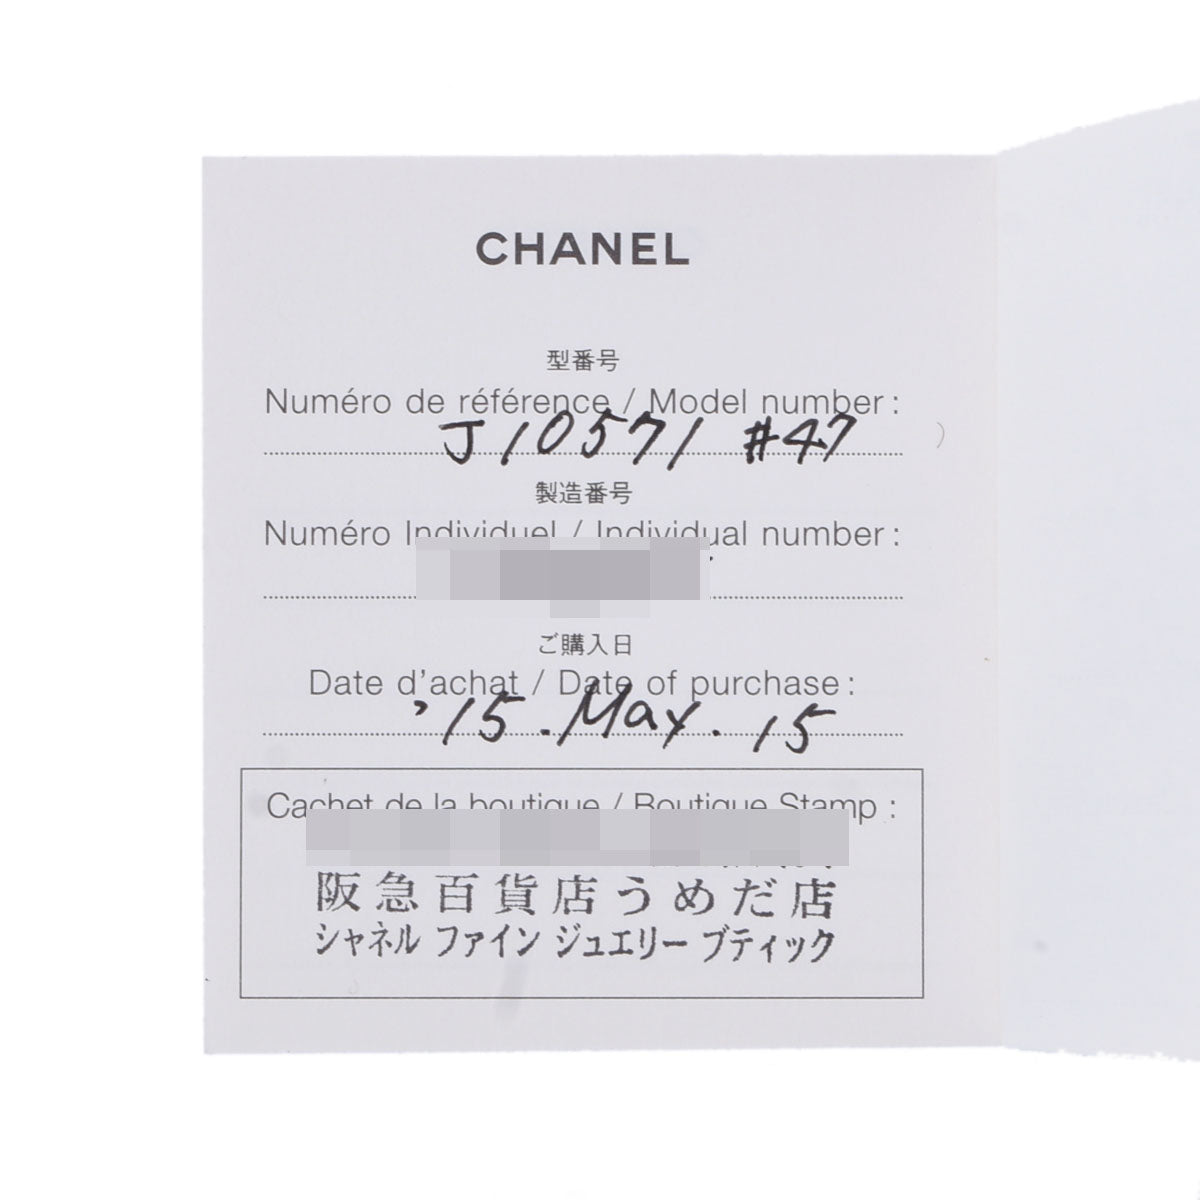 CHANEL
型番号
Numéro de référence / Model number :
J10571 #47
製造番号
Numéro Individuel / Individual number :
ご購入日
Date d'achat / Date of purchase :
'15.May.15
Cachet de la boutique / Boutique Stamp :
阪急百貨店うめだ店
シャネル ファイン ジュエリー ブティック